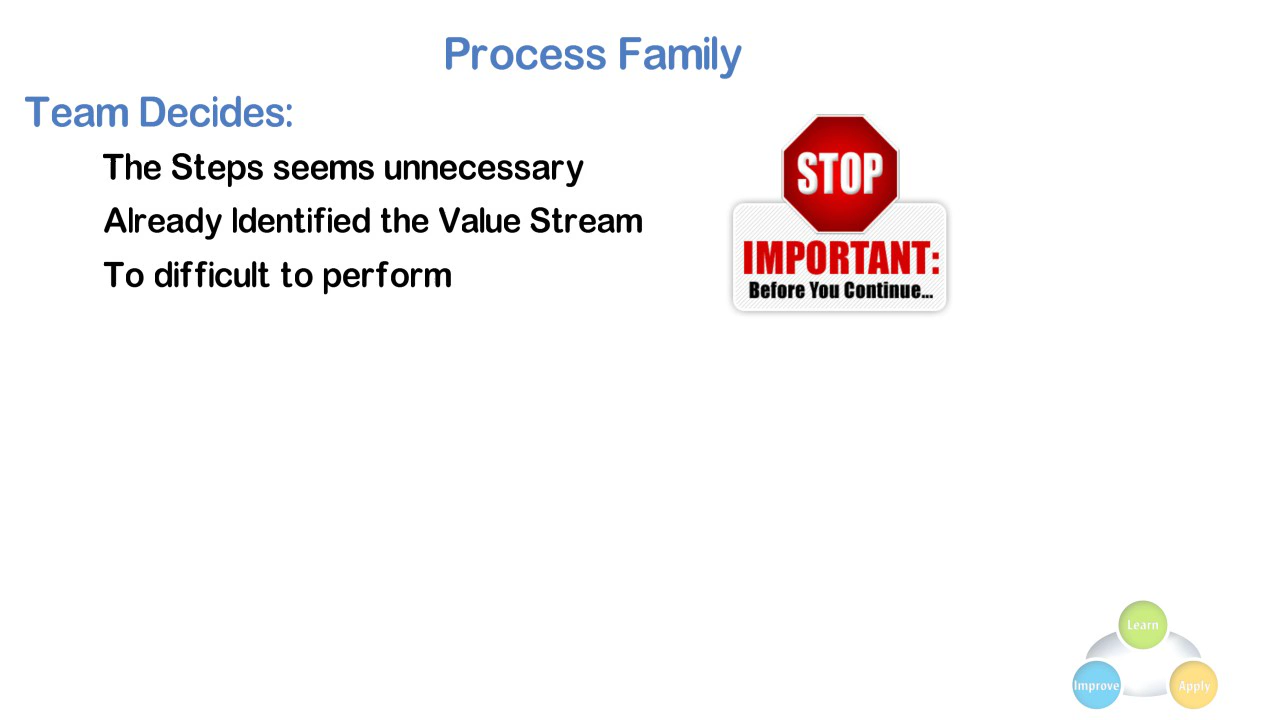 Process Family
Team Decides:
The Steps seems unnecessary
Already Identified the Value Stream
To difficult to perform
STOP
IMPORTANT:
Before You Continue...
Learn
Improve
Apply